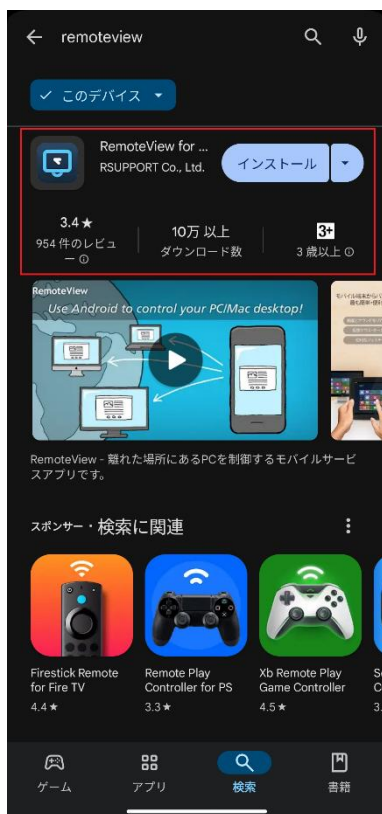 remoteview
このデバイス
RemoteView for ...
RSUPPORT Co., Ltd.
インストール
3.4★
954 件のレビュ
ー
10万 以上
ダウンロード数
3+
3 歳以上
RemoteView
Use Android to control your PC/Mac desktop!
RemoteView - 離れた場所にあるPCを制御するモバイルサービ
スアプリです。
スポンサー・検索に関連
Firestick Remote
for Fire TV
4.4★
Remote Play
Controller for PS
3.3★
Xb Remote Play
Game Controller
4.5★
ゲーム
アプリ
検索
書籍